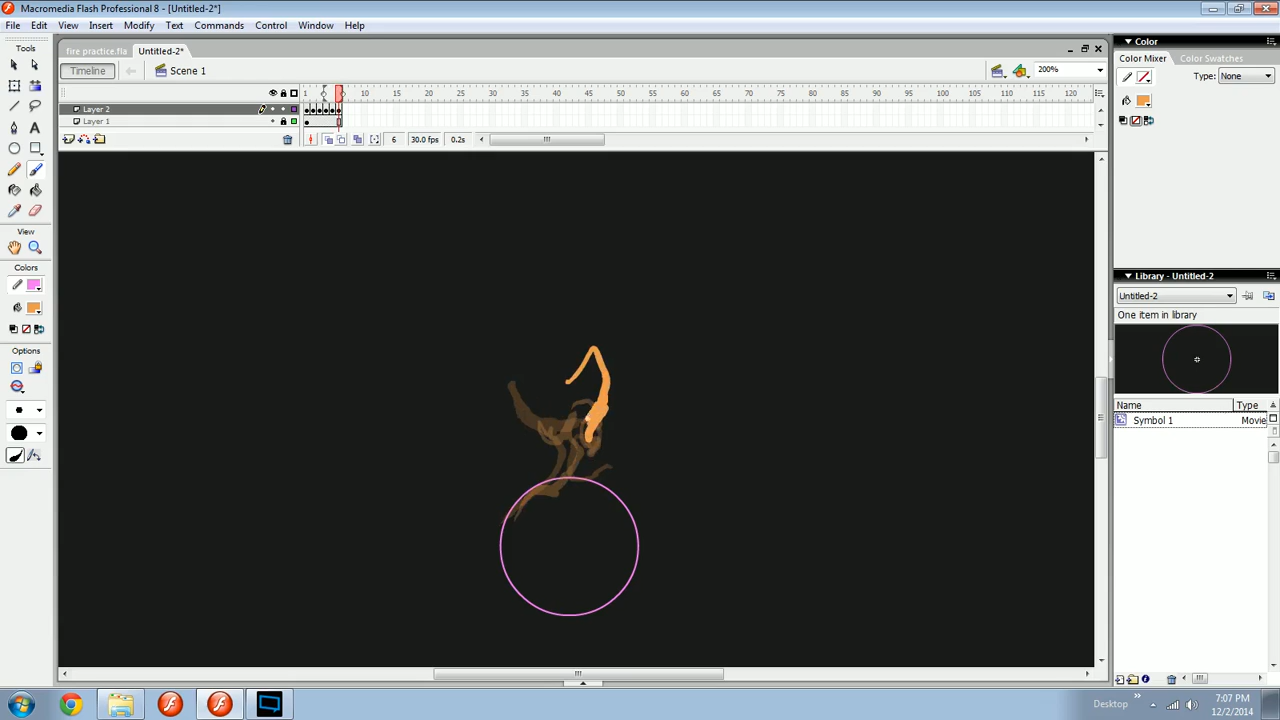 Macromedia Flash Professional 8 - [Untitled-2*]
File Edit View Insert Modify Text Commands Control Window Help
Tools
fire practice.fla Untitled-2*
Timeline Scene 1 200%
1 5 10 15 20 25 30 35 40 45 50 55 60 65 70 75 80 85 90 95 100 105 110 115 120
Layer 2
Layer 1
6 30.0 fps 0.2s
View
Colors
Options
Color
Color Mixer Color Swatches
Type: None
Library - Untitled-2
Untitled-2
One item in library
Name Type
Symbol 1 Movie
Desktop
7:07 PM
12/2/2014